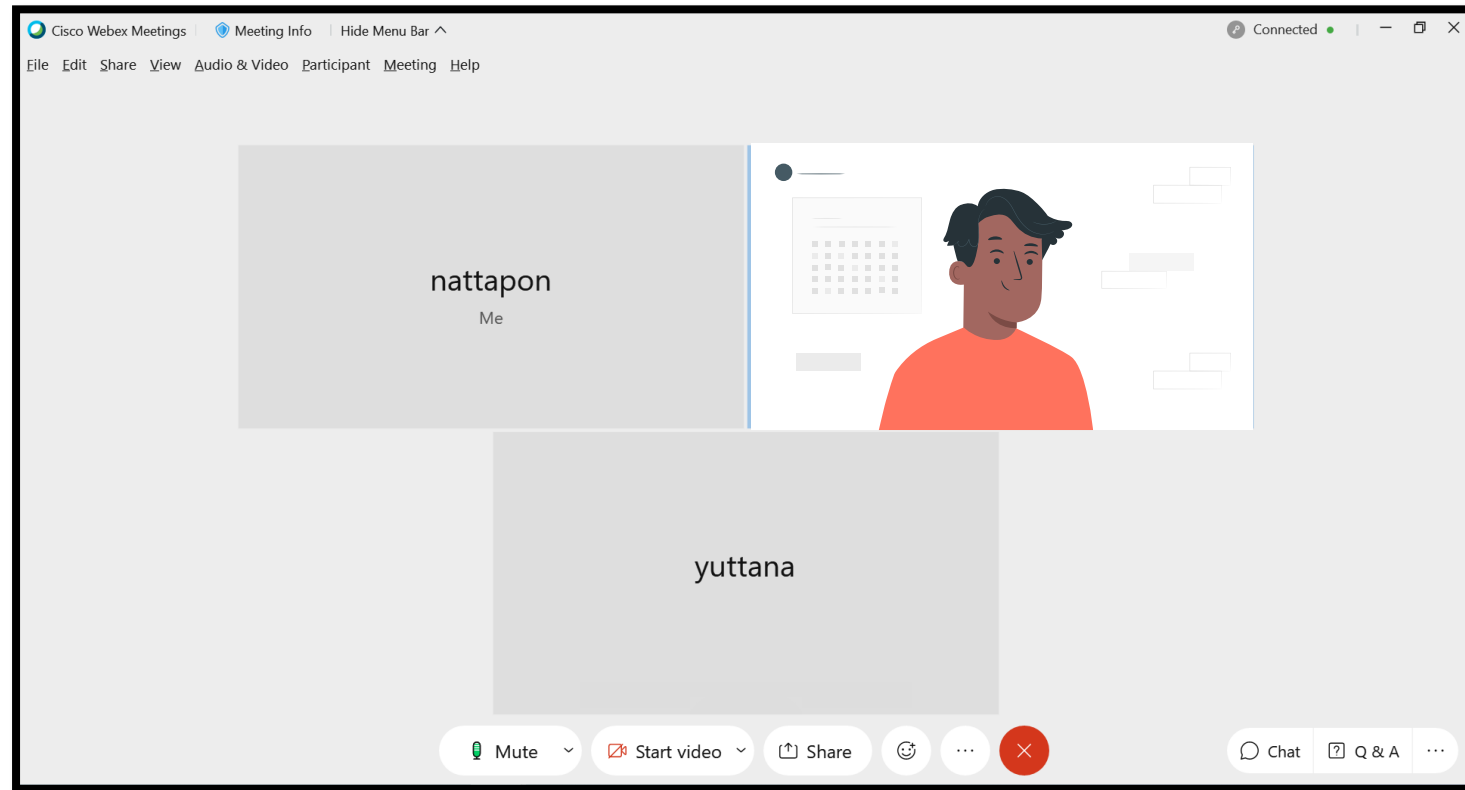 Cisco Webex Meetings Meeting Info Hide Menu Bar Connected
File Edit Share View Audio & Video Participant Meeting Help
nattapon
Me
yuttana
Mute Start video Share Chat Q & A